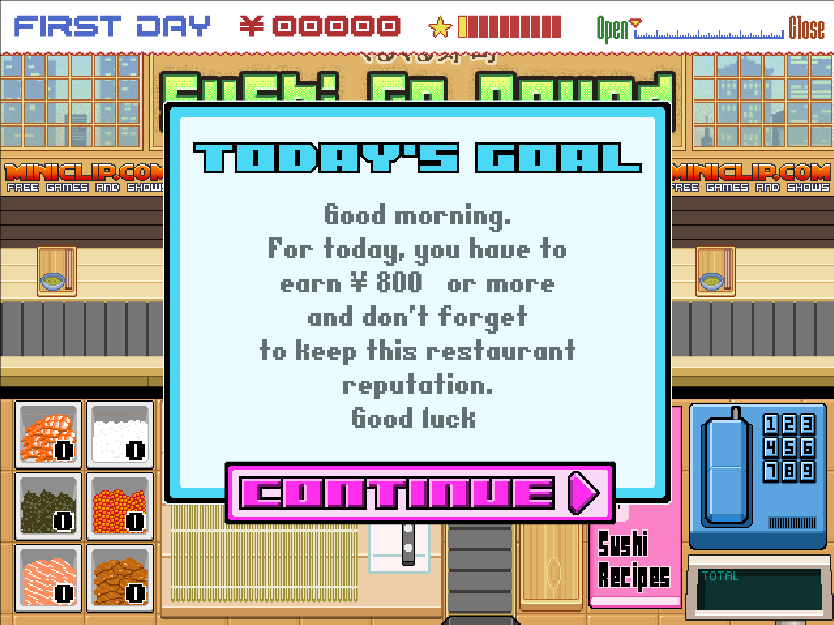 FIRST DAY ¥ 00000 Open Close
Sushi Go Round
MINICLIP.COM
FREE GAMES AND SHOWS
MINICLIP.COM
FREE GAMES AND SHOWS
TODAY'S GOAL
Good morning.
For today, you have to
earn ¥ 800 or more
and don't forget
to keep this restaurant
reputation.
Good luck
CONTINUE
0 0
0 0
0 0
1 2 3
4 5 6
7 8 9
Sushi
Recipes
TOTAL